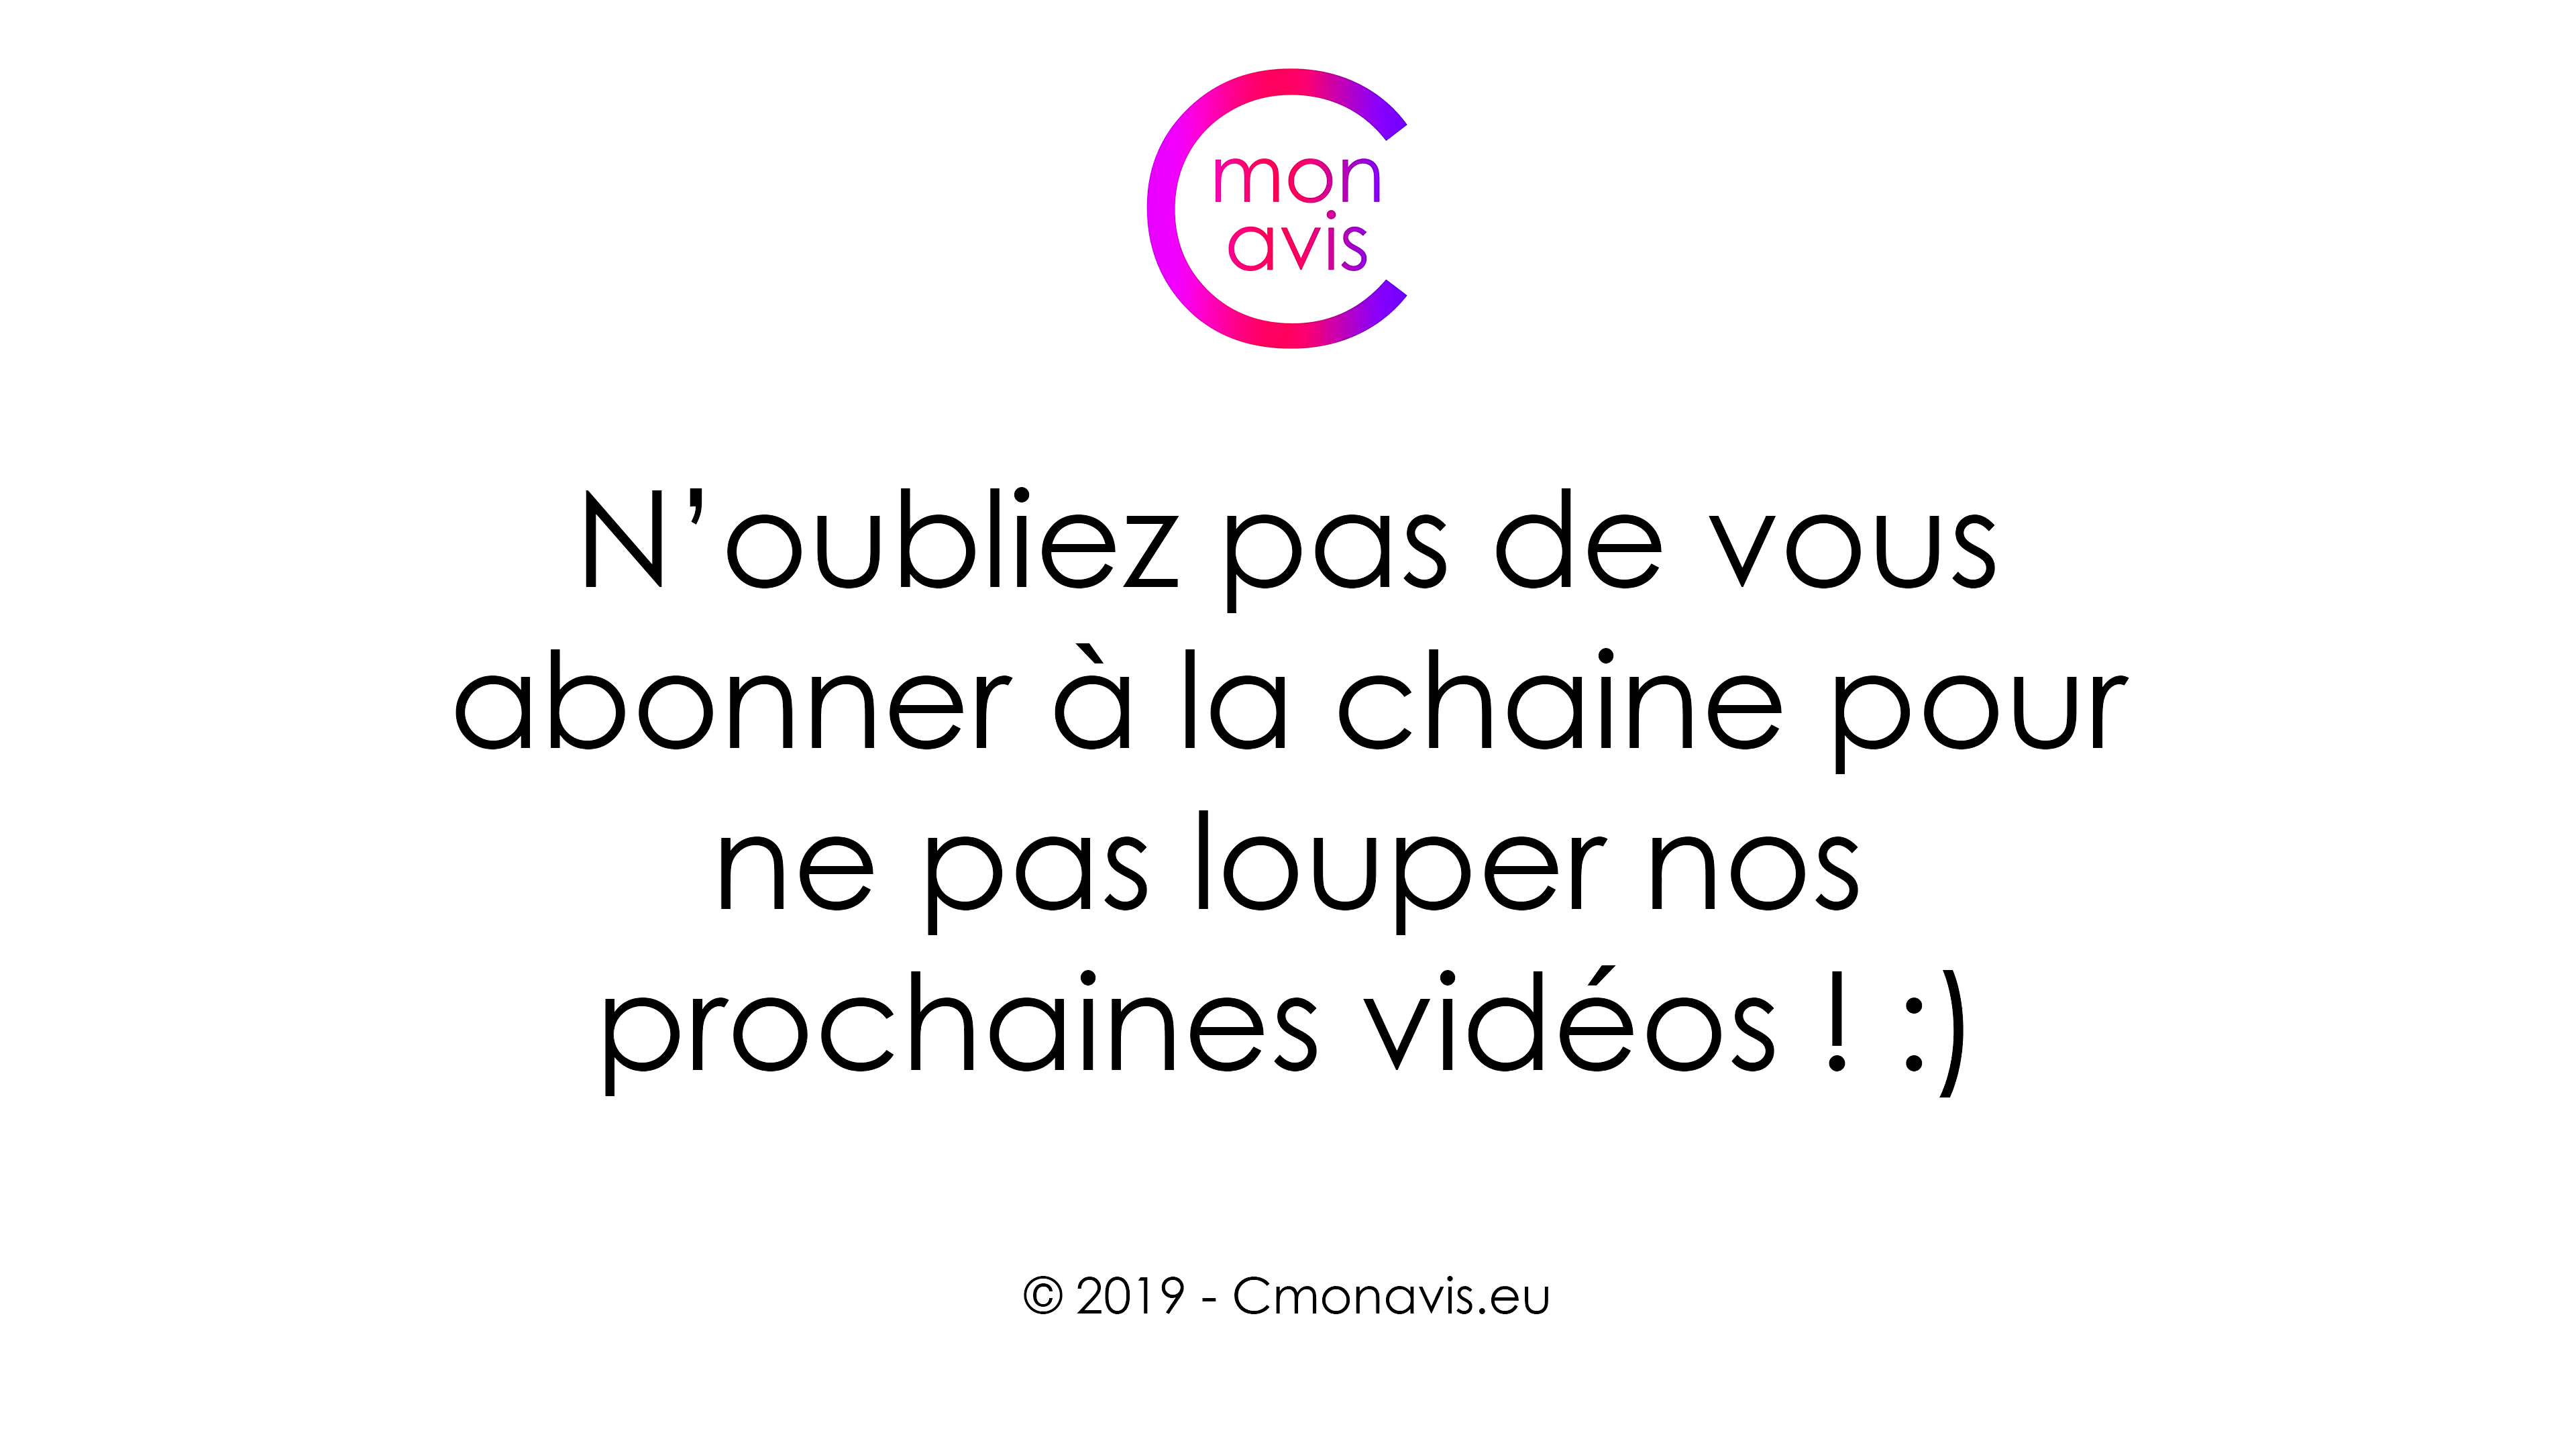 C
mon
avis
N’oubliez pas de vous
abonner à la chaine pour
ne pas louper nos
prochaines vidéos ! :)
© 2019 - Cmonavis.eu